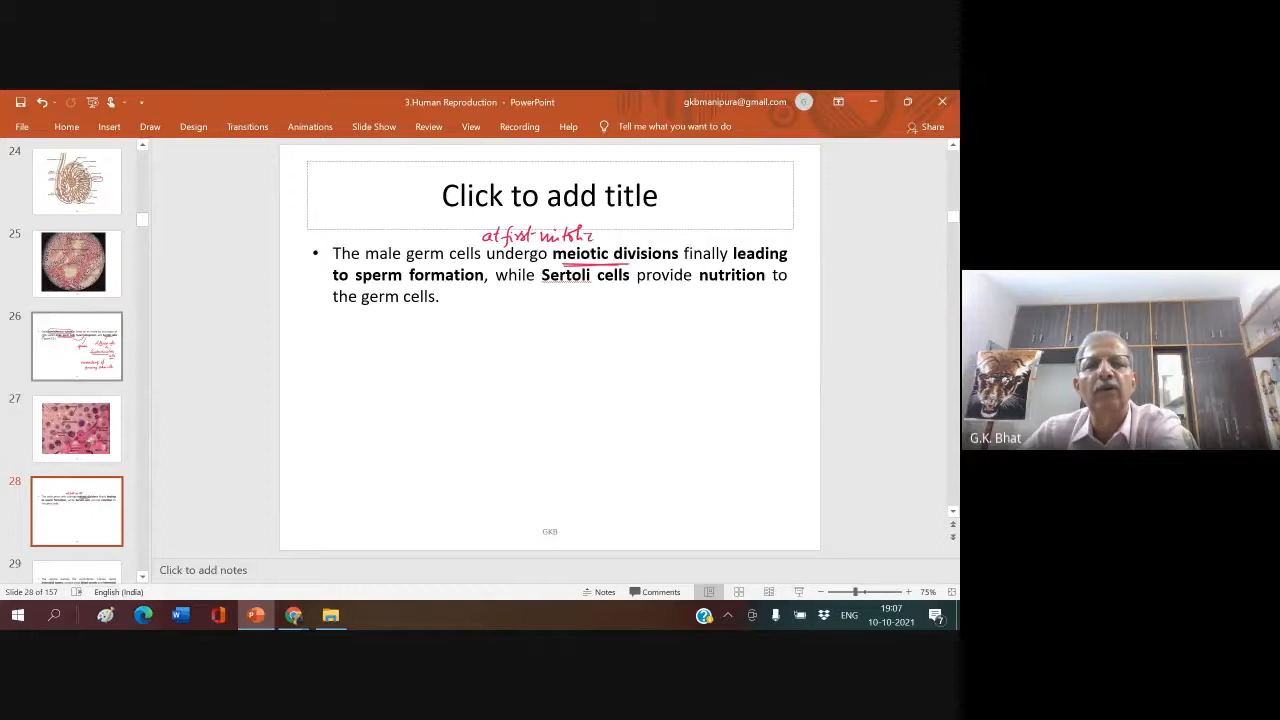 3.Human Reproduction - PowerPoint
gkbmanipura@gmail.com
G
File Home Insert Draw Design Transitions Animations Slide Show Review View Recording Help Tell me what you want to do Share
24
25
26
27
28
29
Click to add title
at first mitotic
• The male germ cells undergo meiotic divisions finally leading
to sperm formation, while Sertoli cells provide nutrition to
the germ cells.
GKB
Click to add notes
Slide 28 of 157 English (India) Notes Comments 75%
ENG
19:07
10-10-2021
7
G.K. Bhat